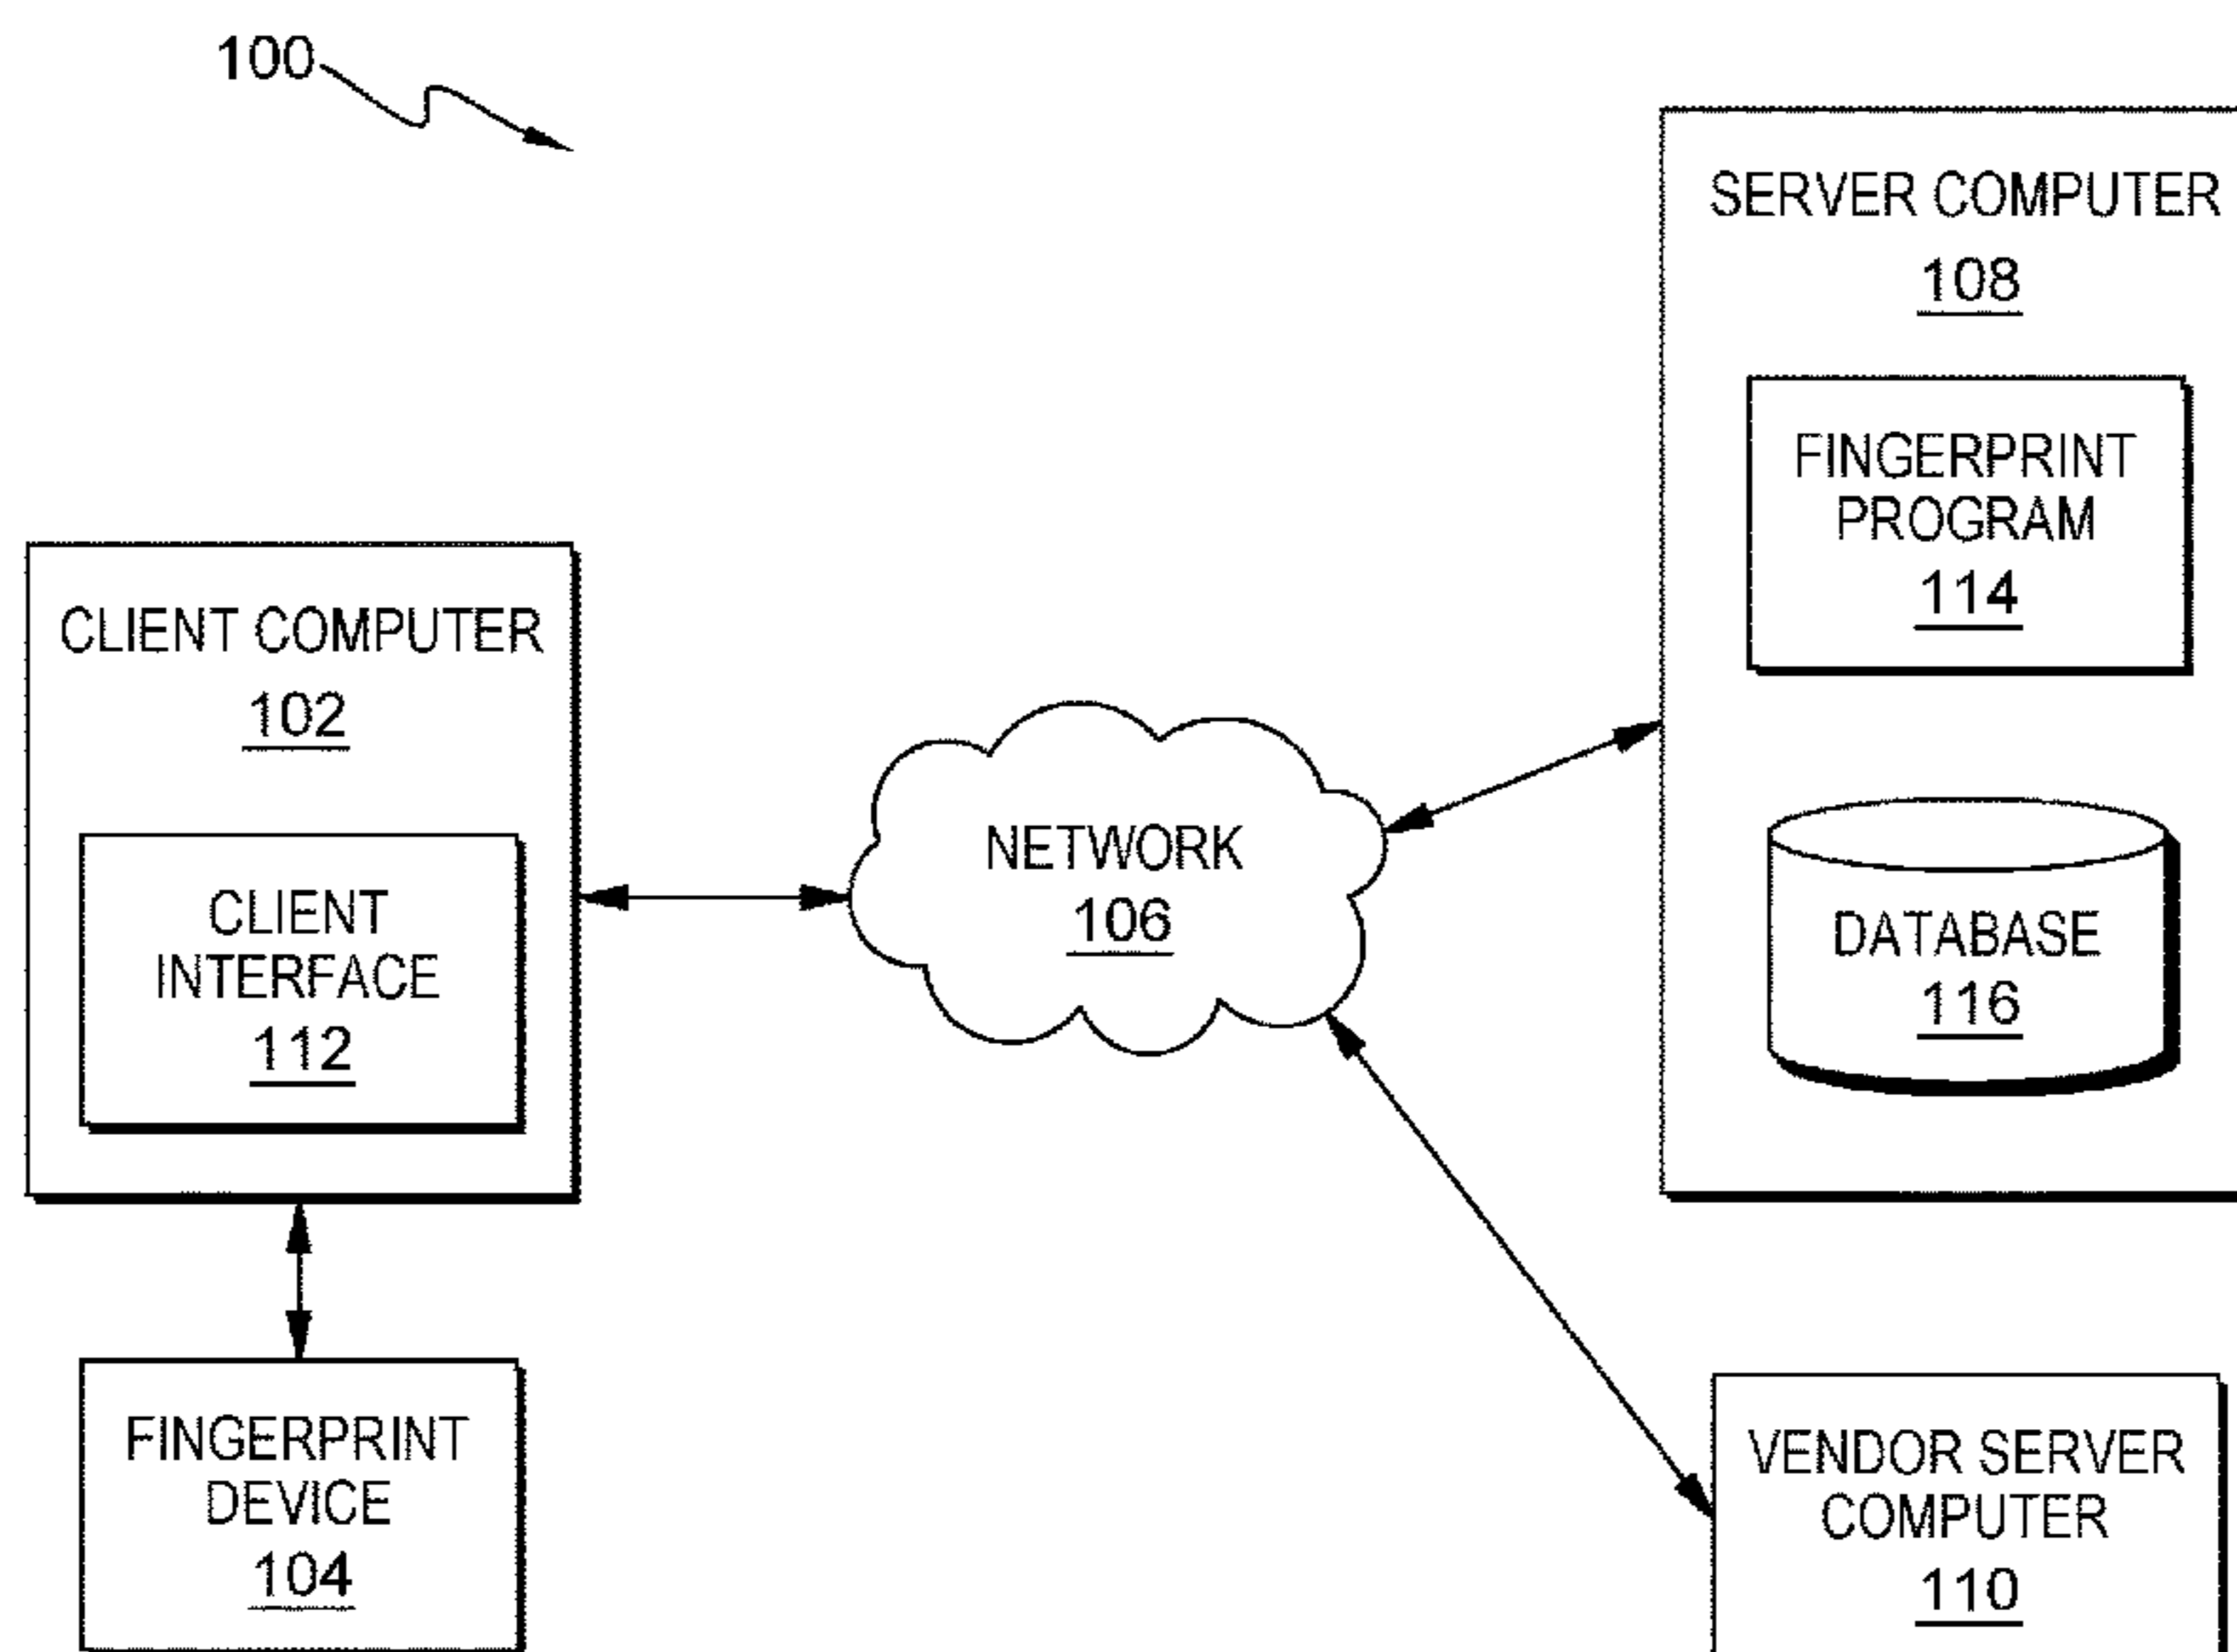 100
SERVER COMPUTER
108
FINGERPRINT
PROGRAM
114
DATABASE
116
CLIENT COMPUTER
102
CLIENT
INTERFACE
112
NETWORK
106
FINGERPRINT
DEVICE
104
VENDOR SERVER
COMPUTER
110